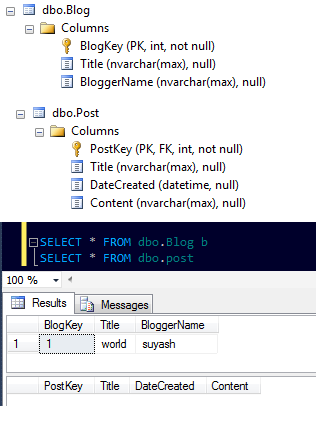 dbo.Blog
Columns
BlogKey (PK, int, not null)
Title (nvarchar(max), null)
BloggerName (nvarchar(max), null)
dbo.Post
Columns
PostKey (PK, FK, int, not null)
Title (nvarchar(max), null)
DateCreated (datetime, null)
Content (nvarchar(max), null)
SELECT * FROM dbo.Blog b
SELECT * FROM dbo.post
100 %
Results Messages
BlogKey Title BloggerName
1 1 world suyash
PostKey Title DateCreated Content